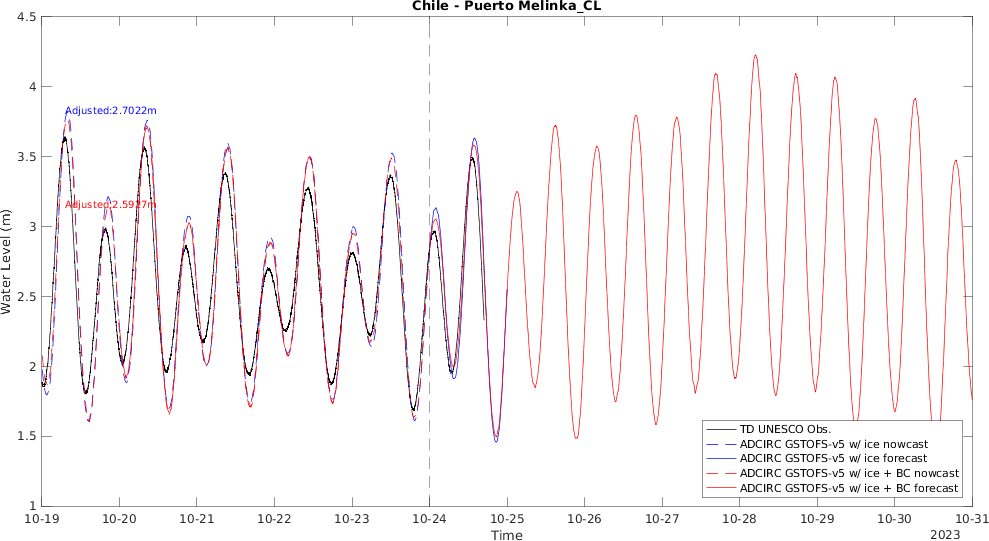 Chile - Puerto Melinka_CL
Water Level (m)
4.5
4
3.5
3
2.5
2
1.5
1
Adjusted:2.7022m
Adjusted:2.5927m
TD UNESCO Obs.
ADCIRC GSTOFS-v5 w/ ice nowcast
ADCIRC GSTOFS-v5 w/ ice forecast
ADCIRC GSTOFS-v5 w/ ice + BC nowcast
ADCIRC GSTOFS-v5 w/ ice + BC forecast
10-19 10-20 10-21 10-22 10-23 10-24 10-25 10-26 10-27 10-28 10-29 10-30 10-31
Time
2023